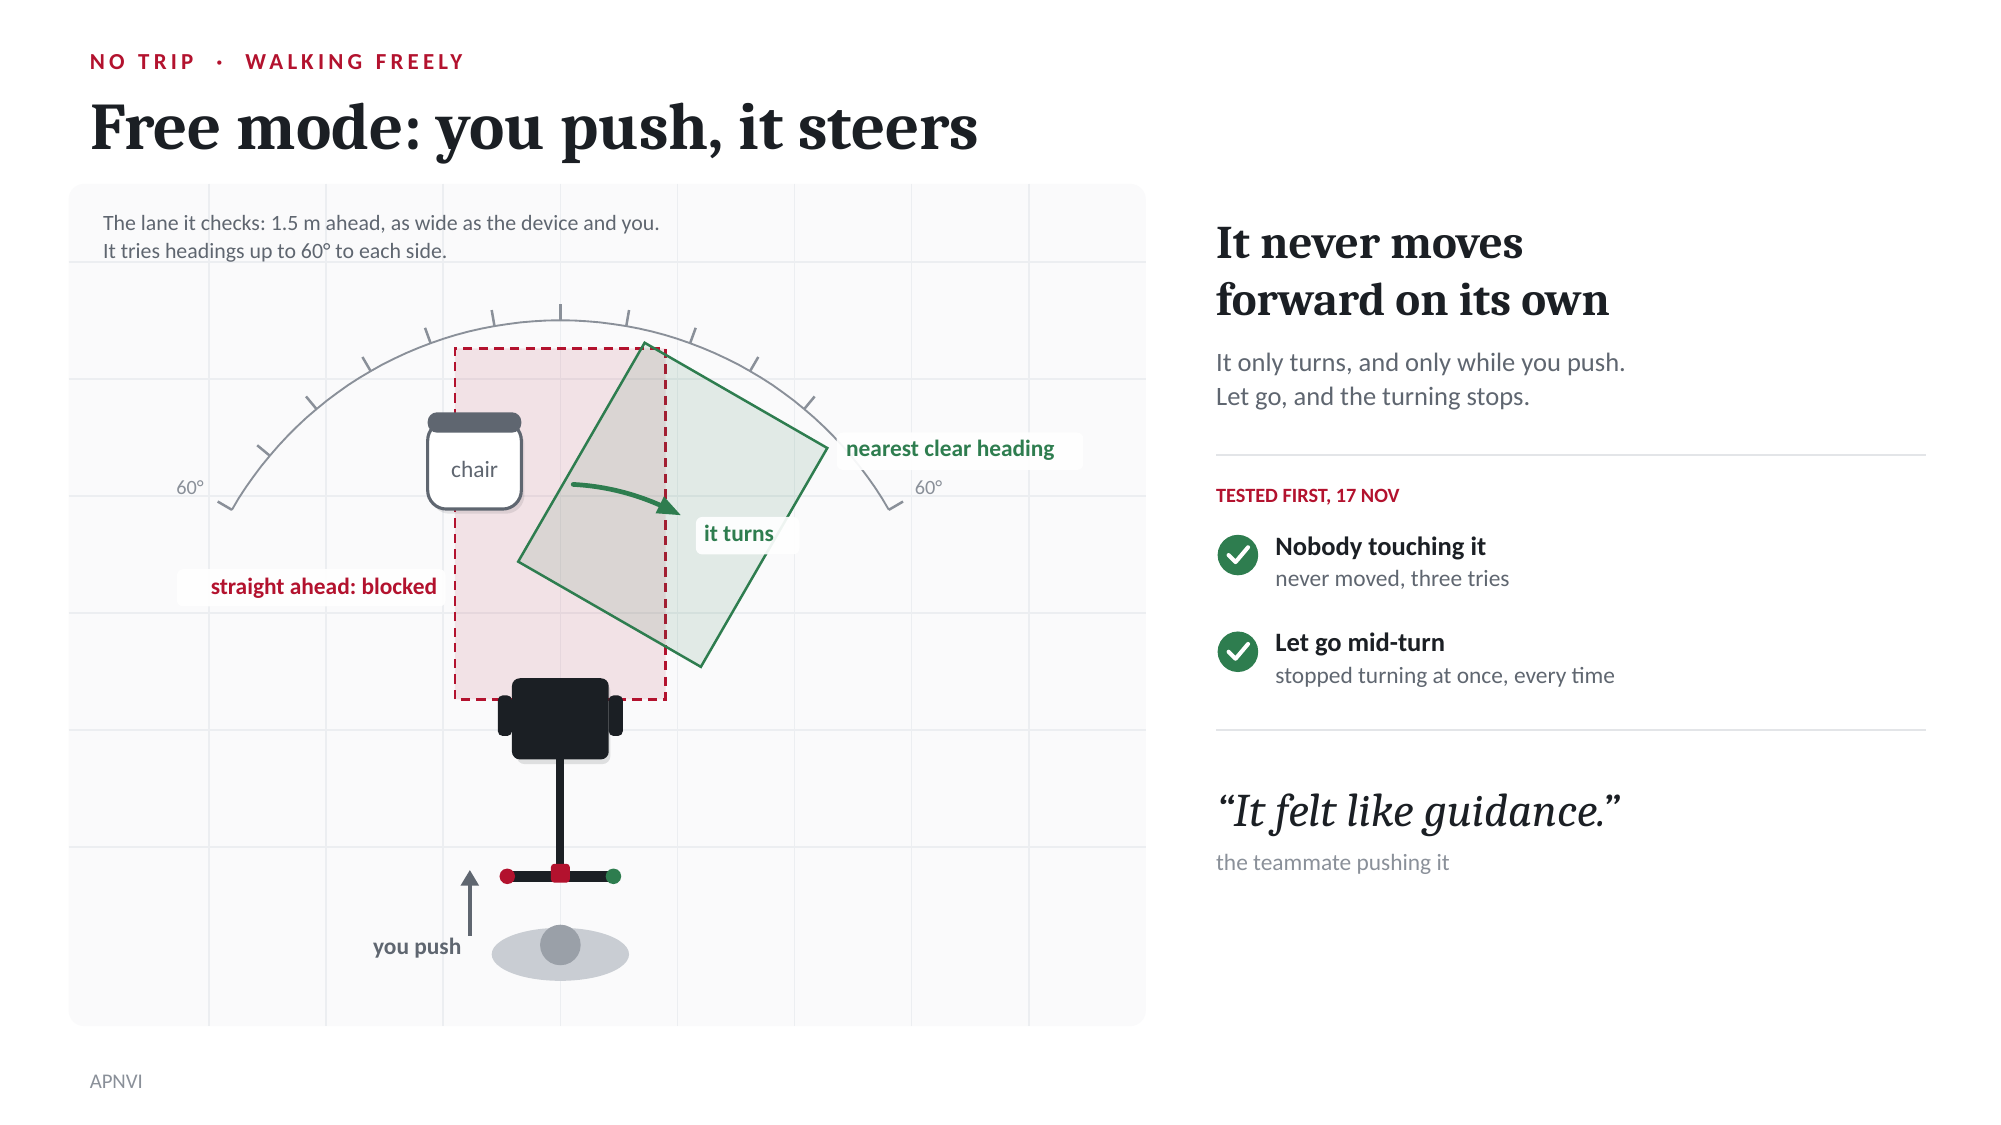 NO TRIP · WALKING FREELY
Free mode: you push, it steers
The lane it checks: 1.5 m ahead, as wide as the device and you.
It tries headings up to 60° to each side.
chair
60°
nearest clear heading
60°
it turns
straight ahead: blocked
you push
It never moves
forward on its own
It only turns, and only while you push.
Let go, and the turning stops.
TESTED FIRST, 17 NOV
Nobody touching it
never moved, three tries
Let go mid-turn
stopped turning at once, every time
“It felt like guidance.”
the teammate pushing it
APNVI